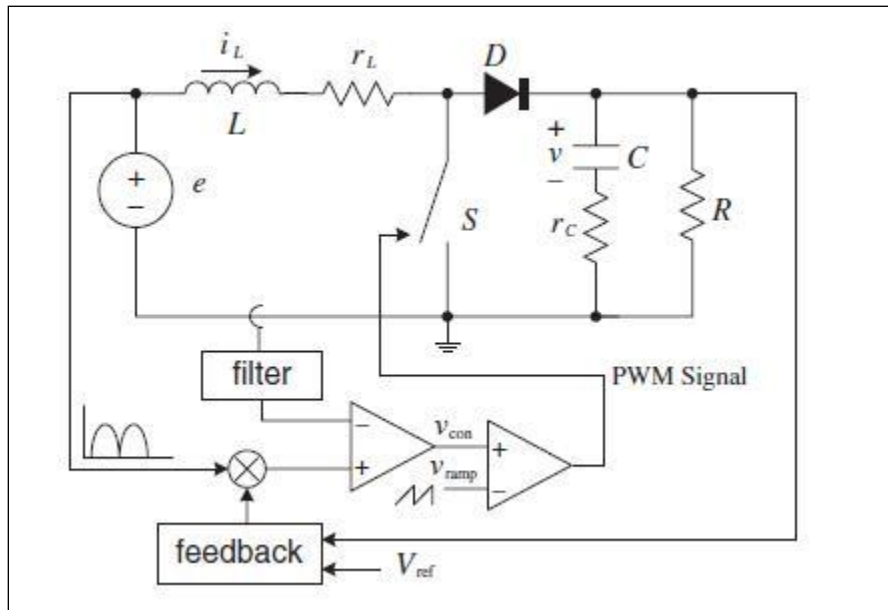 i_L
r_L
D
L
+
v
−
C
+
−
e
S
r_C
R
filter
PWM Signal
−
+
v_con
+
v_ramp
−
feedback
V_ref